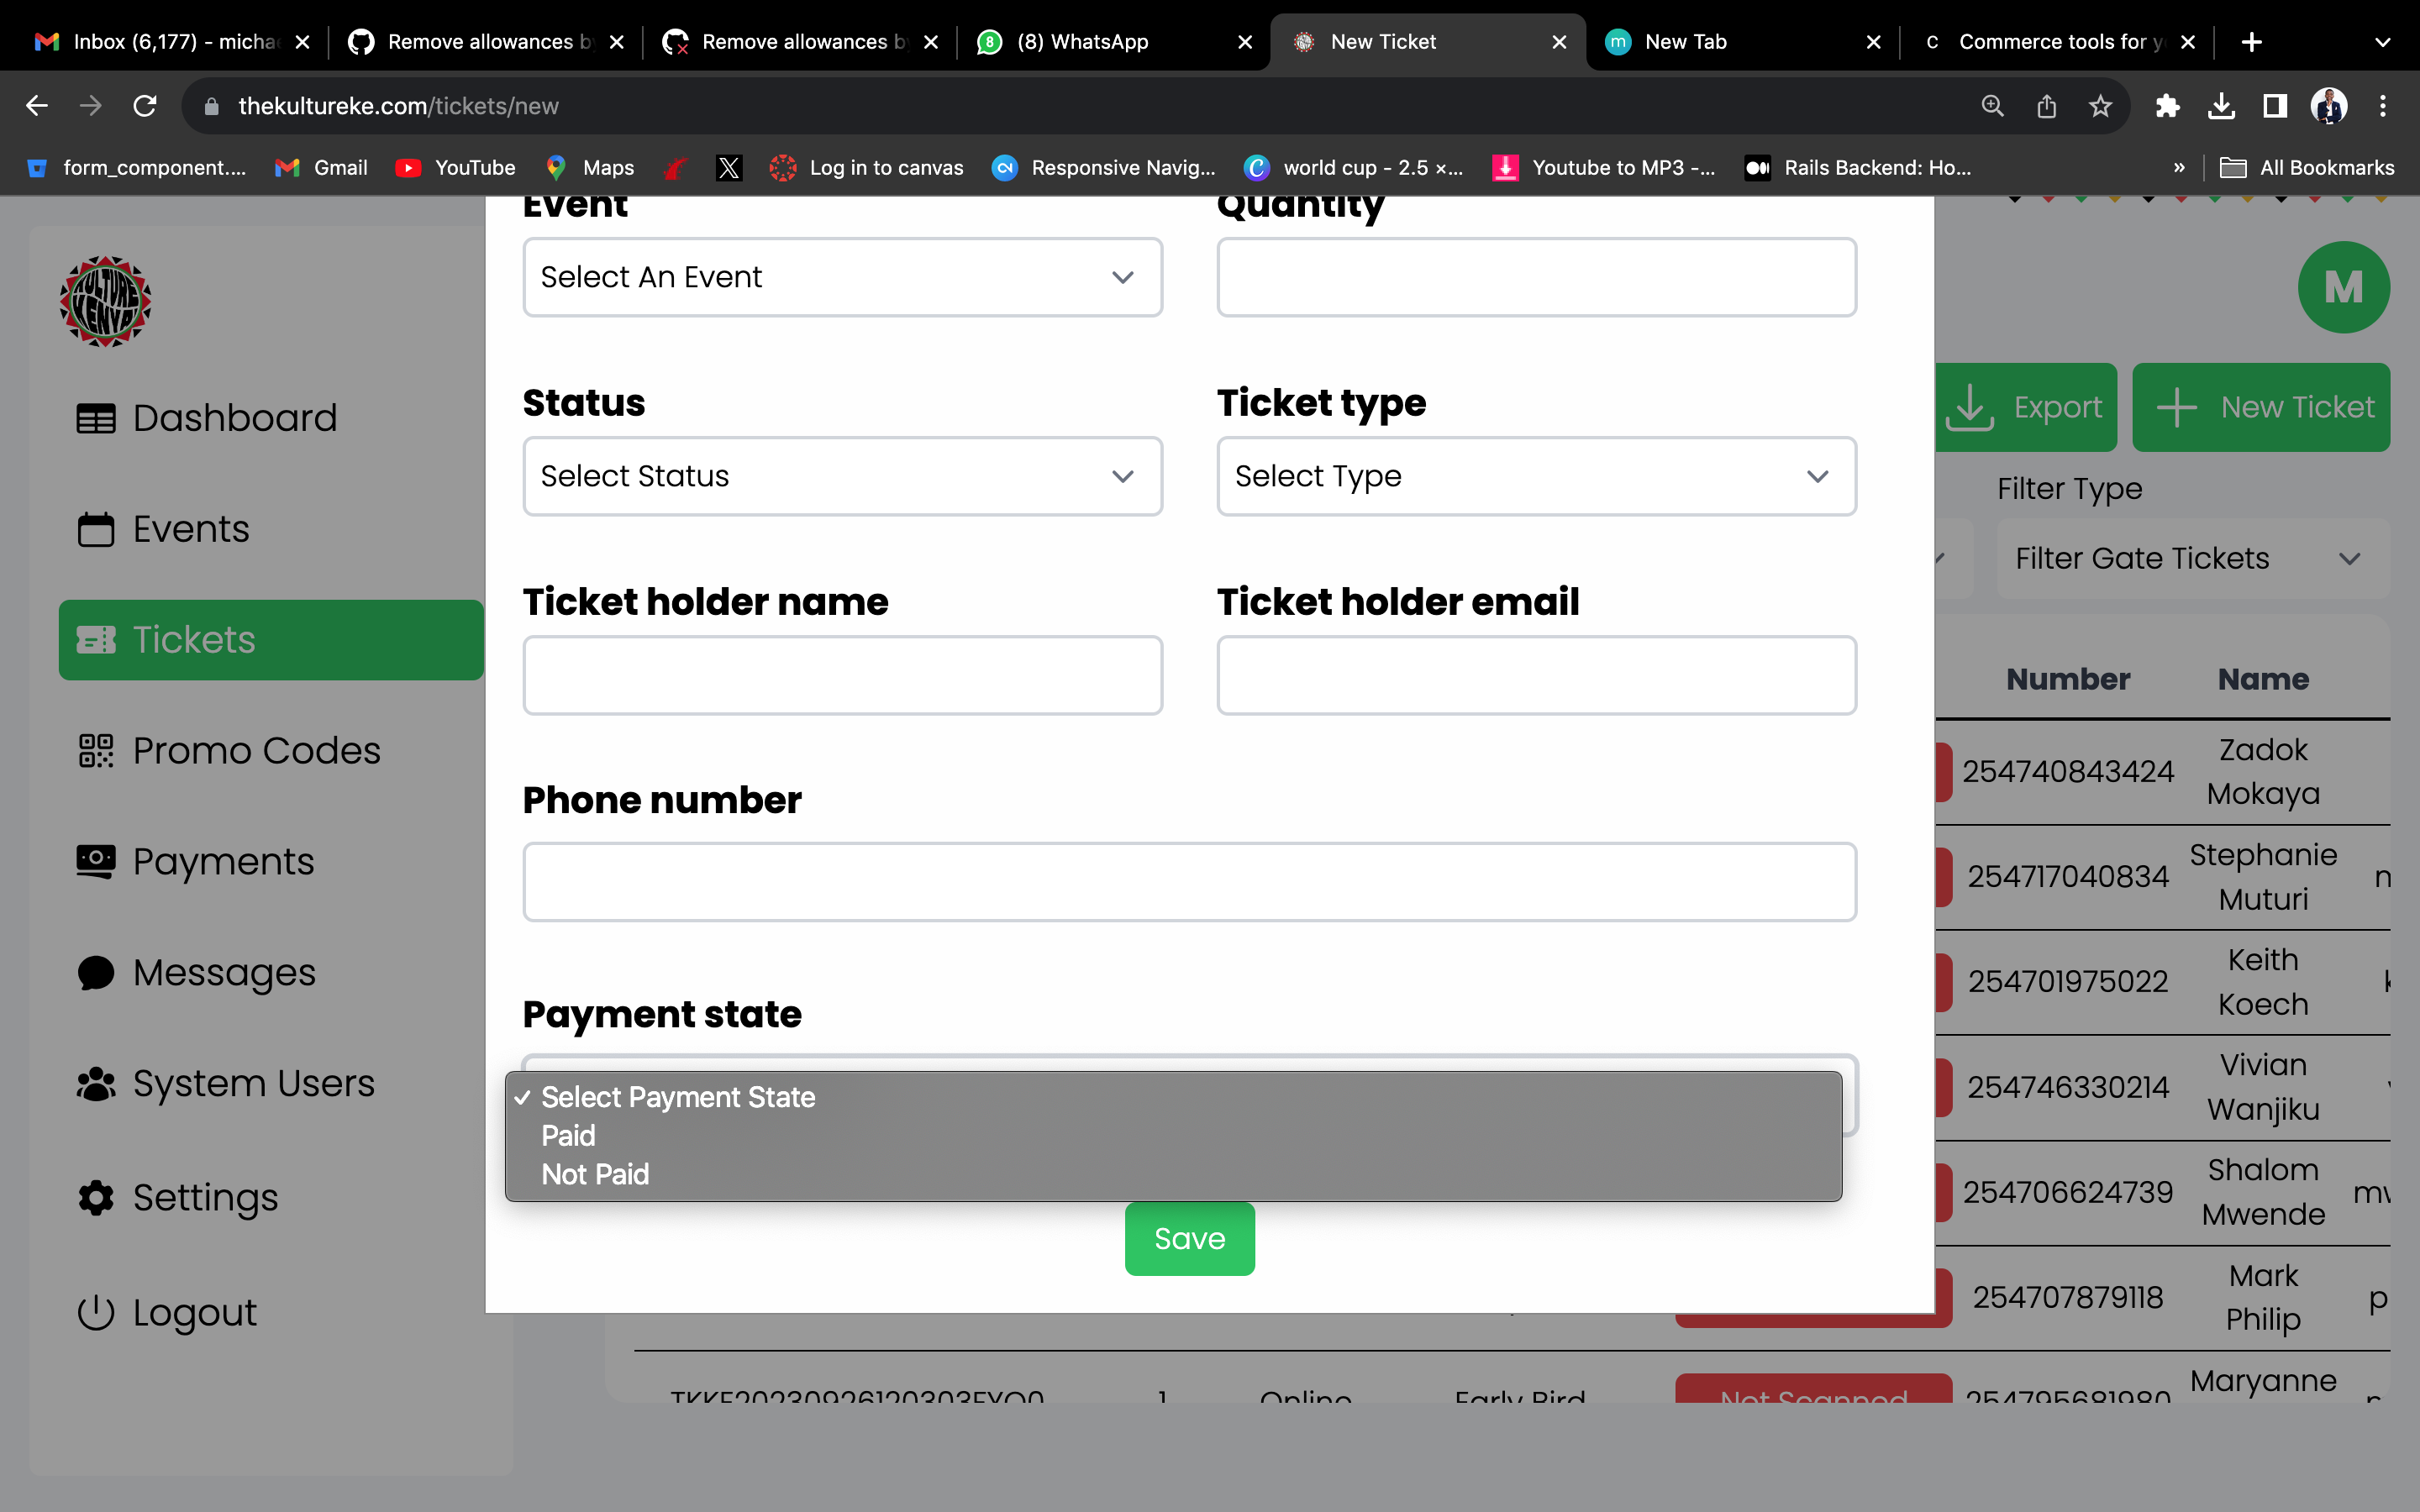 Inbox (6,177) - micha
Remove allowances b
Remove allowances b
(8) WhatsApp
New Ticket
New Tab
Commerce tools for y
thekultureke.com/tickets/new
form_component....
Gmail
YouTube
Maps
Log in to canvas
Responsive Navig...
world cup - 2.5 ×...
Youtube to MP3 -...
Rails Backend: Ho...
»
All Bookmarks
KULTURE
KENYA
Dashboard
Events
Tickets
Promo Codes
Payments
Messages
System Users
Settings
Logout
Event
Quantity
Select An Event
Status
Ticket type
Select Status
Select Type
Ticket holder name
Ticket holder email
Phone number
Payment state
✓ Select Payment State
Paid
Not Paid
Save
M
Export
New Ticket
Filter Type
Filter Gate Tickets
Number Name
254740843424 Zadok
Mokaya
254717040834 Stephanie
Muturi
254701975022 Keith
Koech
254746330214 Vivian
Wanjiku
254706624739 Shalom
Mwende
254707879118 Mark
Philip
1 Online Early Bird Not Scanned 254795681980 Maryanne